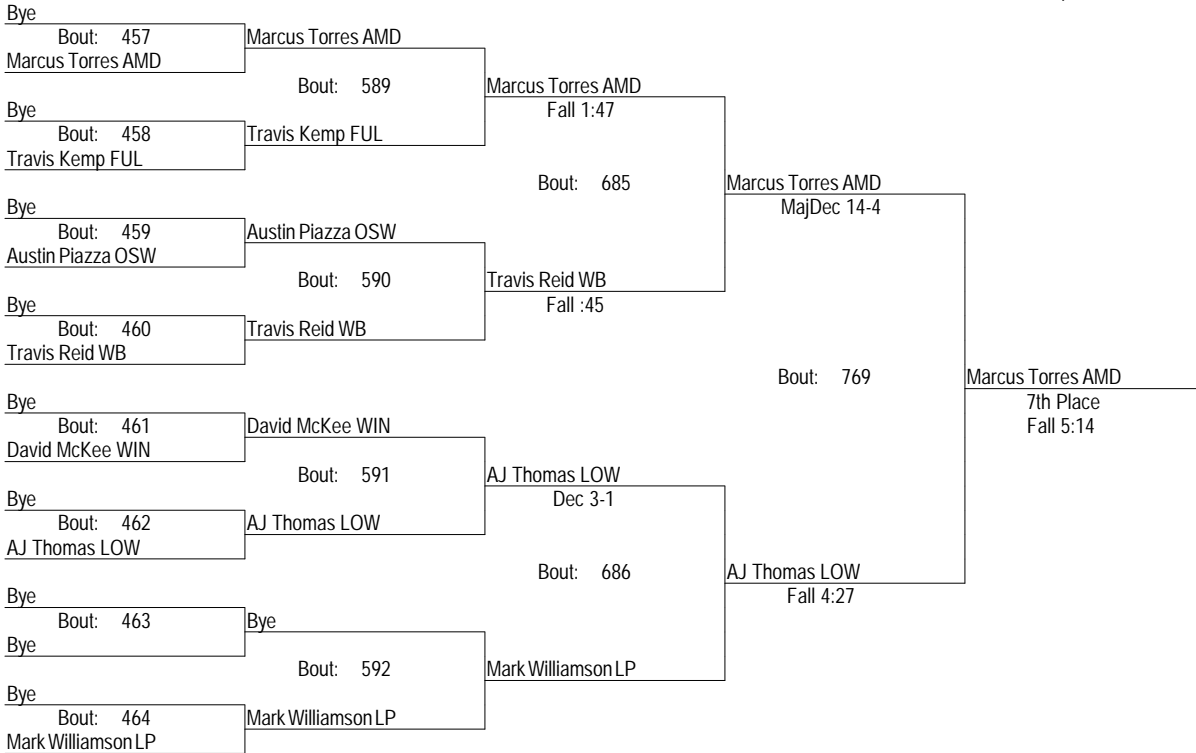 Bye
Bout: 457
Marcus Torres AMD
Marcus Torres AMD
Bout: 589
Marcus Torres AMD
Fall 1:47
Bye
Bout: 458
Travis Kemp FUL
Travis Kemp FUL
Bout: 685
Marcus Torres AMD
MajDec 14-4
Bye
Bout: 459
Austin Piazza OSW
Austin Piazza OSW
Bout: 590
Travis Reid WB
Fall :45
Bye
Bout: 460
Travis Reid WB
Travis Reid WB
Bout: 769
Marcus Torres AMD
7th Place
Fall 5:14
Bye
Bout: 461
David McKee WIN
David McKee WIN
Bout: 591
AJ Thomas LOW
Dec 3-1
Bye
Bout: 462
AJ Thomas LOW
AJ Thomas LOW
Bout: 686
AJ Thomas LOW
Fall 4:27
Bye
Bout: 463
Bye
Bye
Bout: 592
Mark Williamson LP
Bye
Bout: 464
Mark Williamson LP
Mark Williamson LP